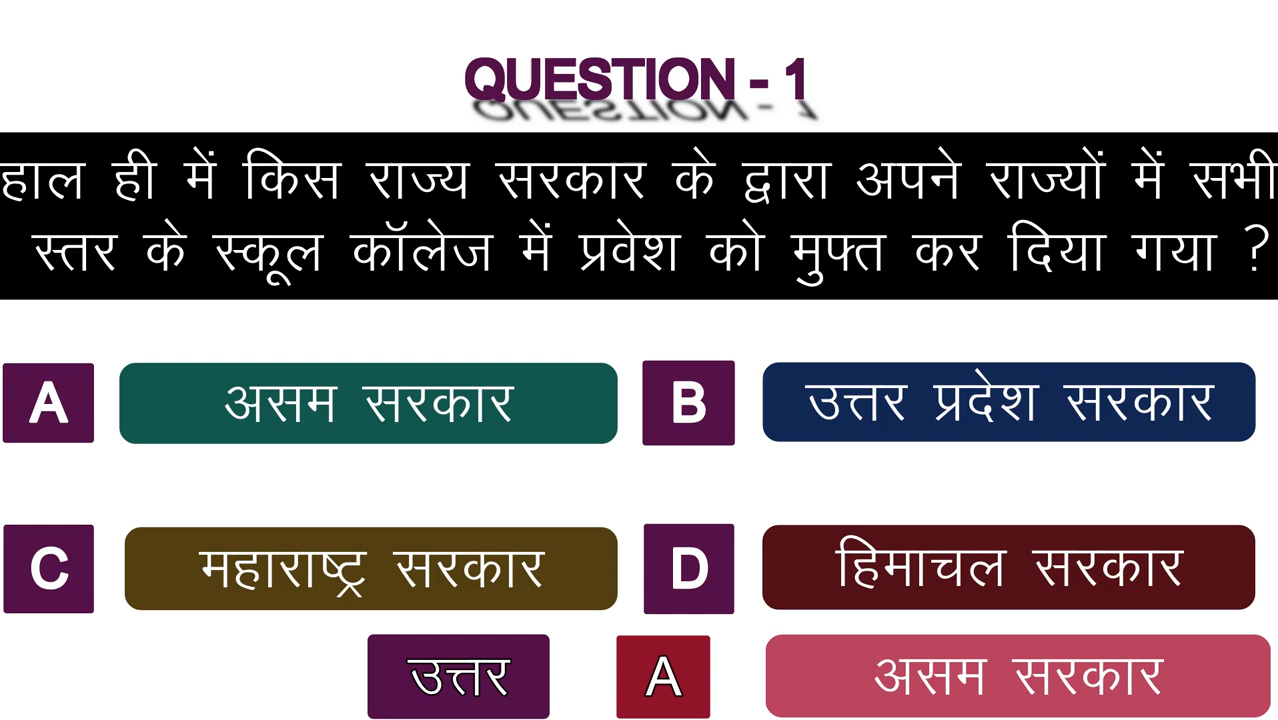 QUESTION - 1
हाल ही में किस राज्य सरकार के द्वारा अपने राज्यों में सभी
स्तर के स्कूल कॉलेज में प्रवेश को मुफ्त कर दिया गया ?
A असम सरकार B उत्तर प्रदेश सरकार
C महाराष्ट्र सरकार D हिमाचल सरकार
उत्तर A असम सरकार